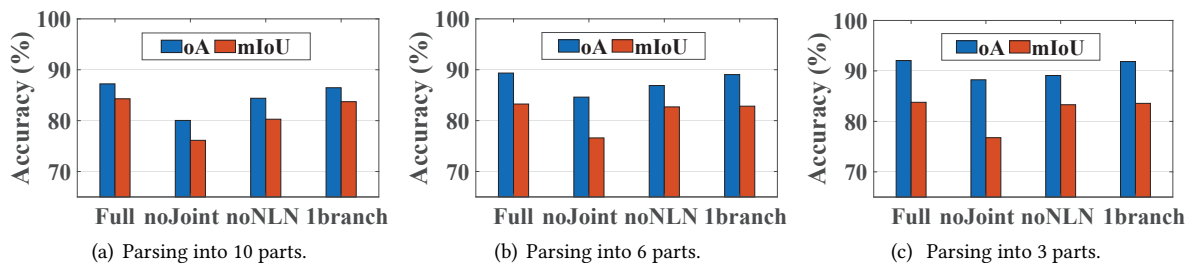 100
90
80
70
Accuracy (%)
oA mIoU
Full noJoint noNLN 1branch
(a) Parsing into 10 parts.
100
90
80
70
Accuracy (%)
oA mIoU
Full noJoint noNLN 1branch
(b) Parsing into 6 parts.
100
90
80
70
Accuracy (%)
oA mIoU
Full noJoint noNLN 1branch
(c) Parsing into 3 parts.